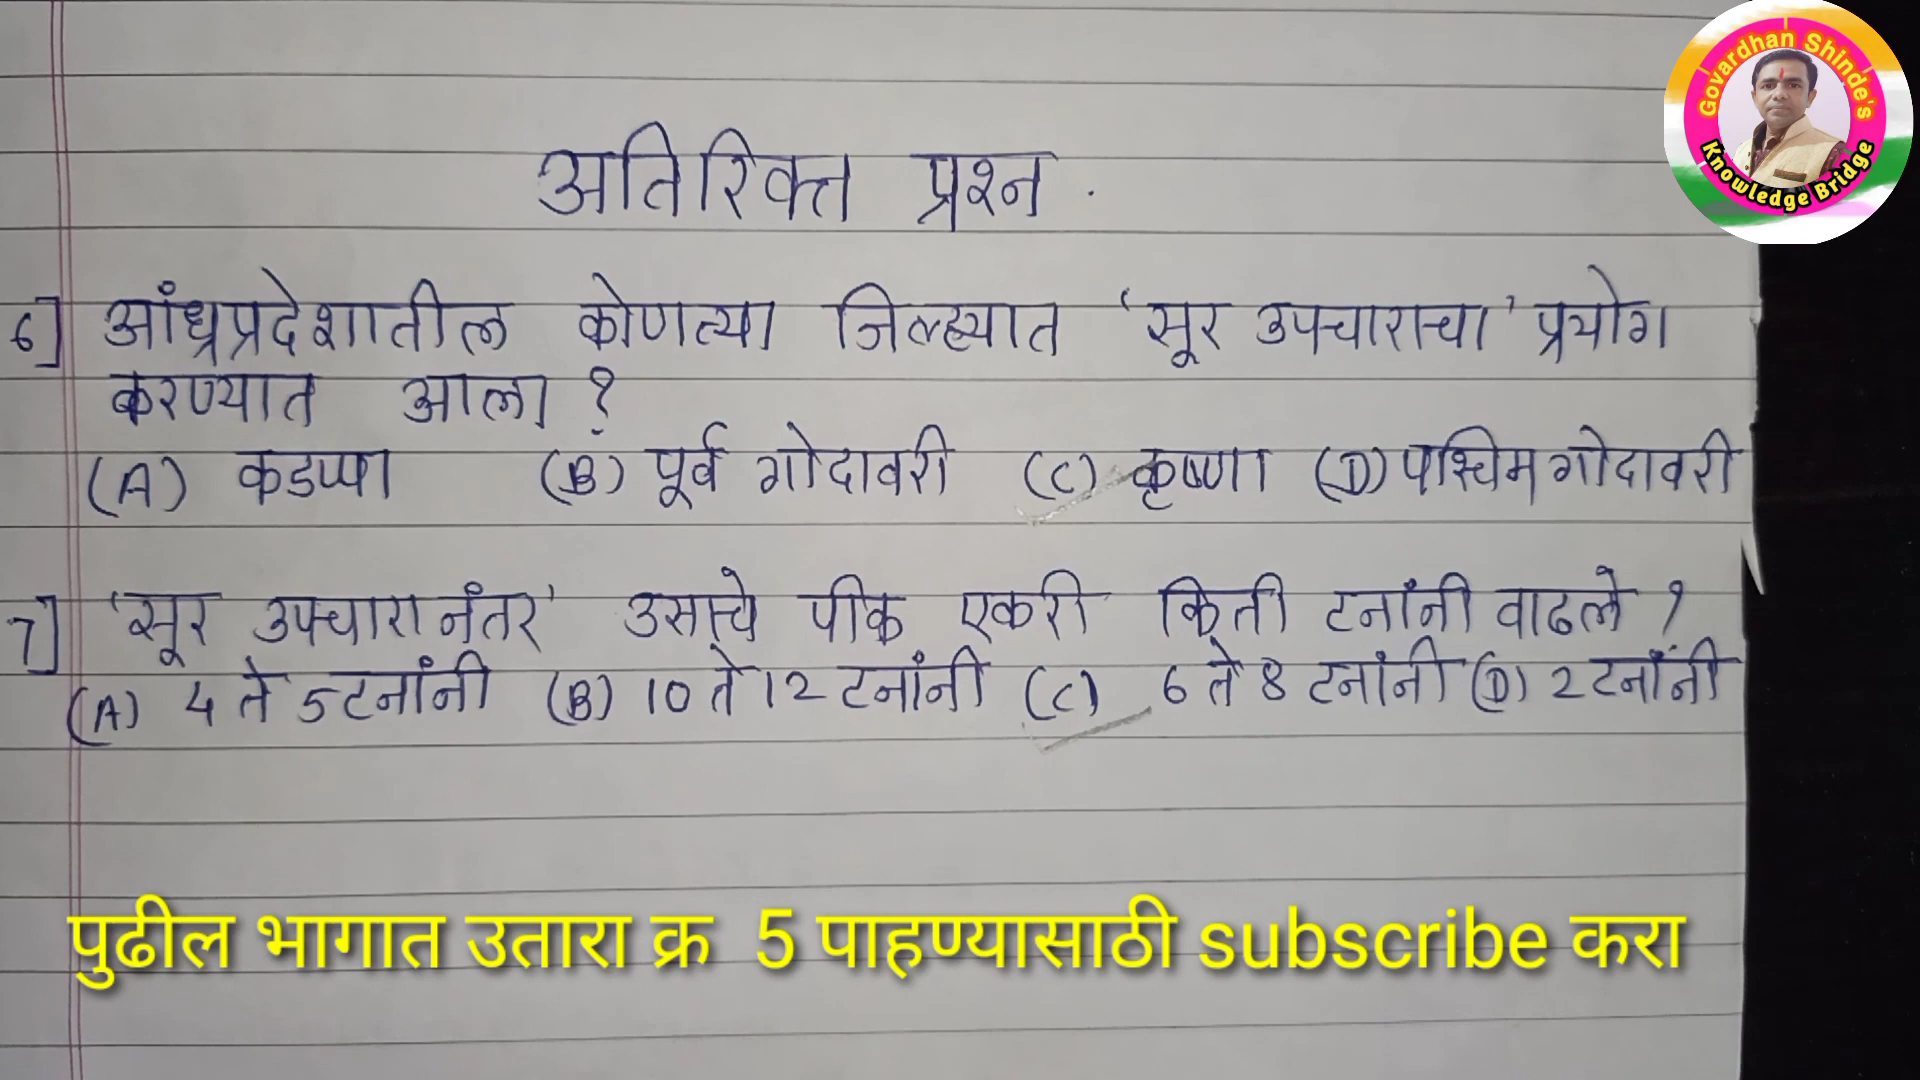 Govardhan Shinde's
Knowledge Bridge
अतिरिक्त प्रश्न.
6] आंध्रप्रदेशातील कोणत्या जिल्ह्यात 'सूर उपचाराचा' प्रयोग
करण्यात आला ?
(A) कडप्पा (B) पूर्व गोदावरी (C) कृष्णा (D) पश्चिम गोदावरी
7] 'सूर उपचारानंतर' उसाचे पीक एकरी किती टनांनी वाढले ?
(A) 4 ते 5 टनांनी (B) 10 ते 12 टनांनी (C) 6 ते 8 टनांनी (D) 2 टनांनी
पुढील भागात उतारा क्र 5 पाहण्यासाठी subscribe करा